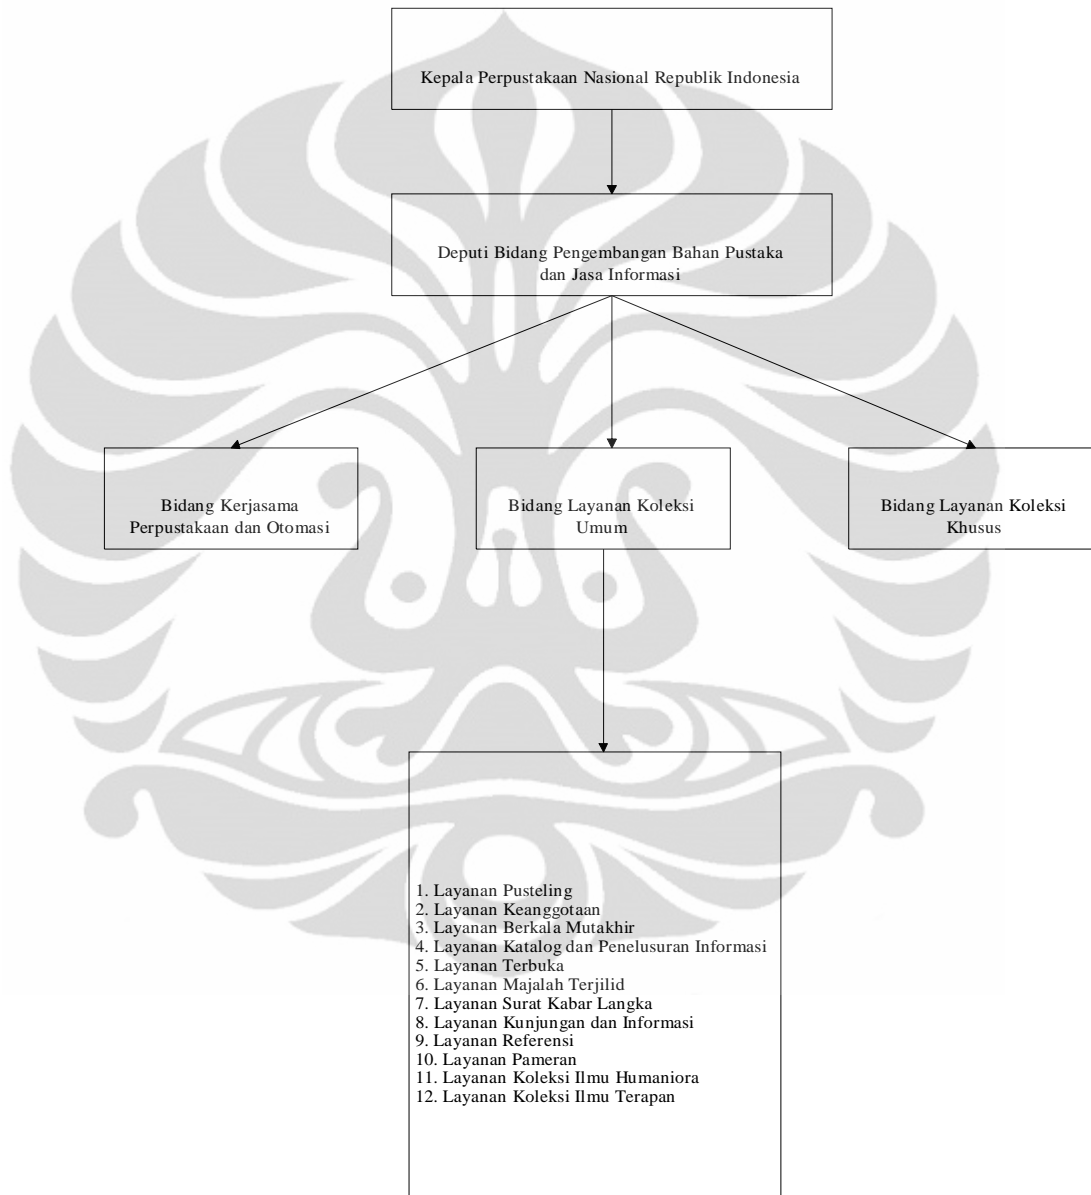 Kepala Perpustakaan Nasional Republik Indonesia
Deputi Bidang Pengembangan Bahan Pustaka
dan Jasa Informasi
Bidang Kerjasama
Perpustakaan dan Otomasi
Bidang Layanan Koleksi
Umum
Bidang Layanan Koleksi
Khusus
1. Layanan Pusteling
2. Layanan Keanggotaan
3. Layanan Berkala Mutakhir
4. Layanan Katalog dan Penelusuran Informasi
5. Layanan Terbuka
6. Layanan Majalah Terjilid
7. Layanan Surat Kabar Langka
8. Layanan Kunjungan dan Informasi
9. Layanan Referensi
10. Layanan Pameran
11. Layanan Koleksi Ilmu Humaniora
12. Layanan Koleksi Ilmu Terapan